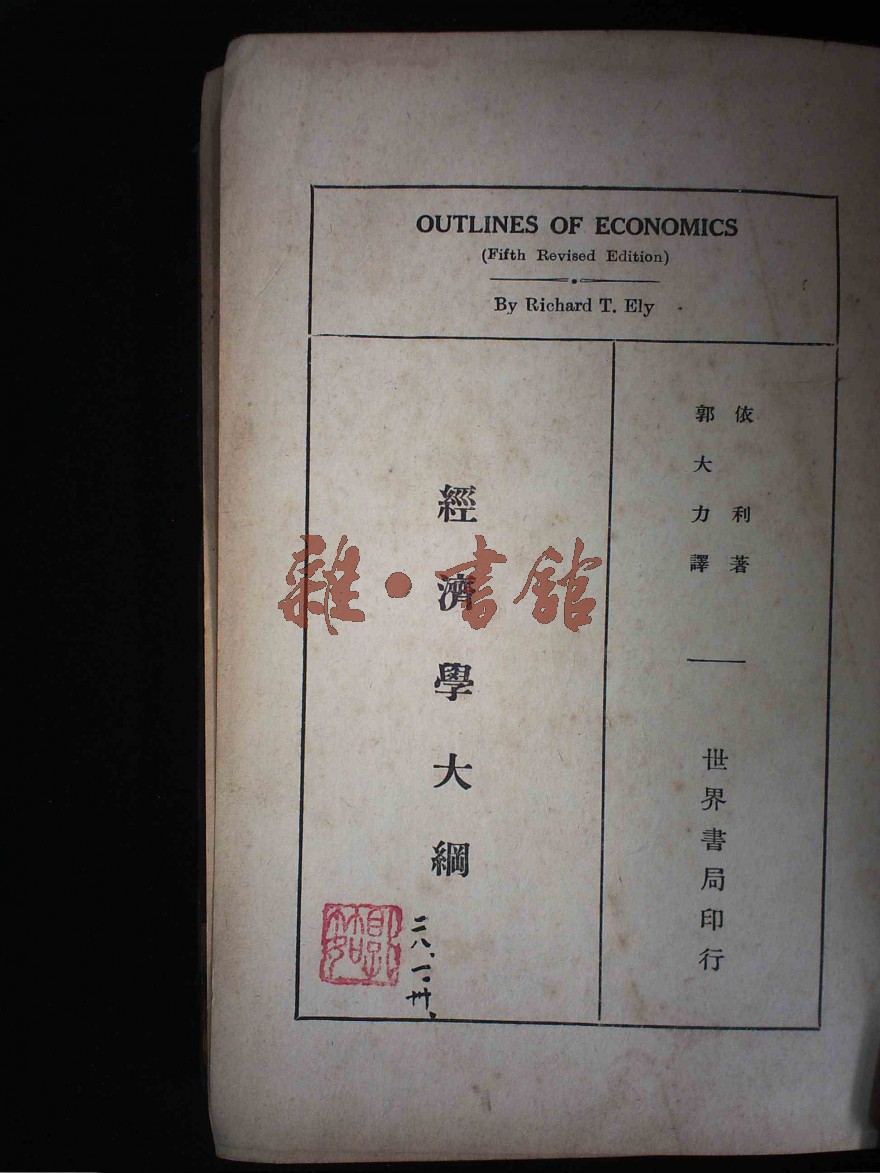 OUTLINES OF ECONOMICS
(Fifth Revised Edition)
By Richard T. Ely
依利著
郭大力譯
世界書局印行
經濟學大綱
二八、一〇、卅、
雜·書館